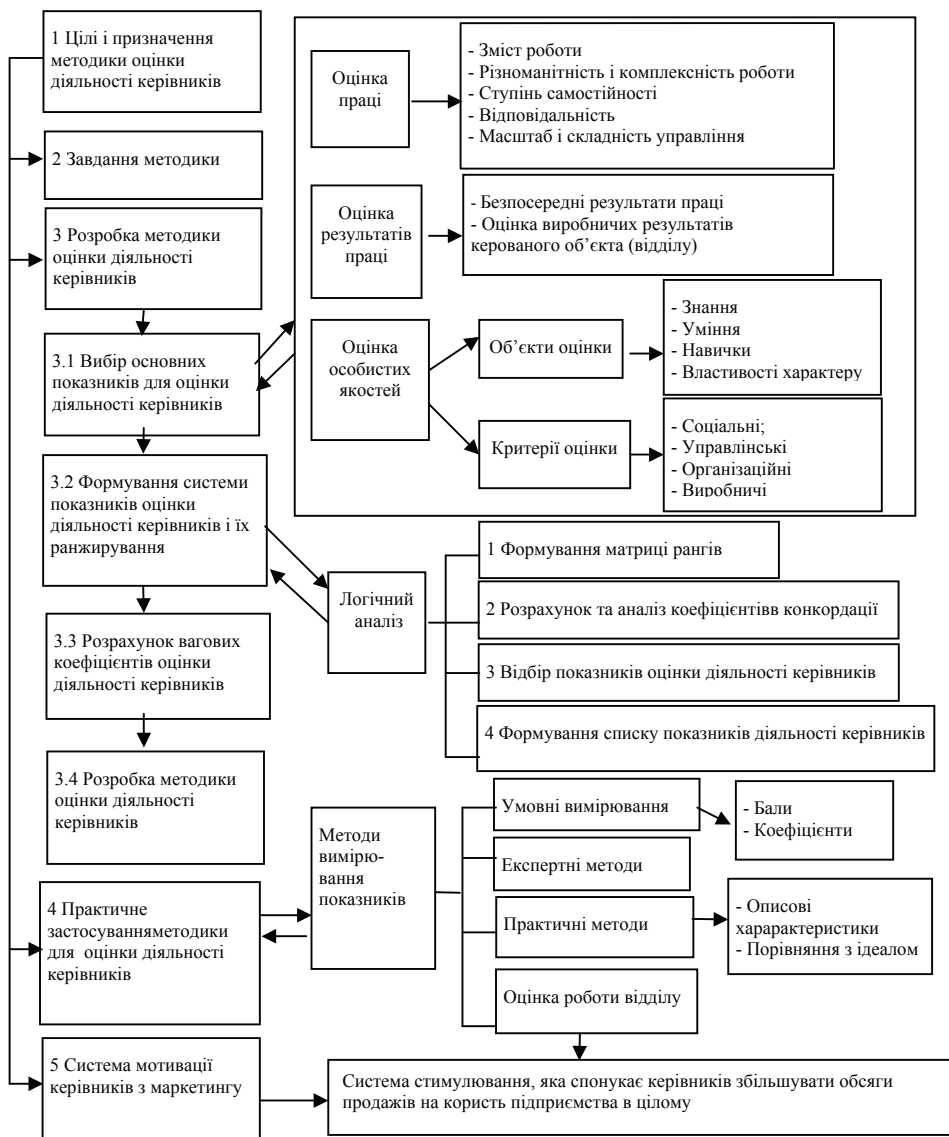 1 Цілі і призначення
методики оцінки
діяльності керівників
2 Завдання методики
3 Розробка методики
оцінки діяльності
керівників
3.1 Вибір основних
показників для оцінки
діяльності керівників
3.2 Формування системи
показників оцінки
діяльності керівників і їх
ранжирування
3.3 Розрахунок вагових
коефіцієнтів оцінки
діяльності керівників
3.4 Розробка методики
оцінки діяльності
керівників
4 Практичне
застосуванняметодики
для оцінки діяльності
керівників
5 Система мотивації
керівників з маркетингу
Оцінка
праці
- Зміст роботи
- Різноманітність і комплексність роботи
- Ступінь самостійності
- Відповідальність
- Масштаб і складність управління
Оцінка
результатів
праці
- Безпосередні результати праці
- Оцінка виробничих результатів
керованого об’єкта (відділу)
Оцінка
особистих
якостей
Об’єкти оцінки
- Знання
- Уміння
- Навички
- Властивості характеру
Критерії оцінки
- Соціальні;
- Управлінські
- Організаційні
- Виробничі
Логічний
аналіз
1 Формування матриці рангів
2 Розрахунок та аналіз коефіцієнтівв конкордації
3 Відбір показників оцінки діяльності керівників
4 Формування списку показників діяльності керівників
Методи
вимірю-
вання
показників
Умовні вимірювання
- Бали
- Коефіцієнти
Експертні методи
Практичні методи
- Описові
харарактеристики
- Порівняння з ідеалом
Оцінка роботи відділу
Система стимулювання, яка спонукає керівників збільшувати обсяги
продажів на користь підприємства в цілому